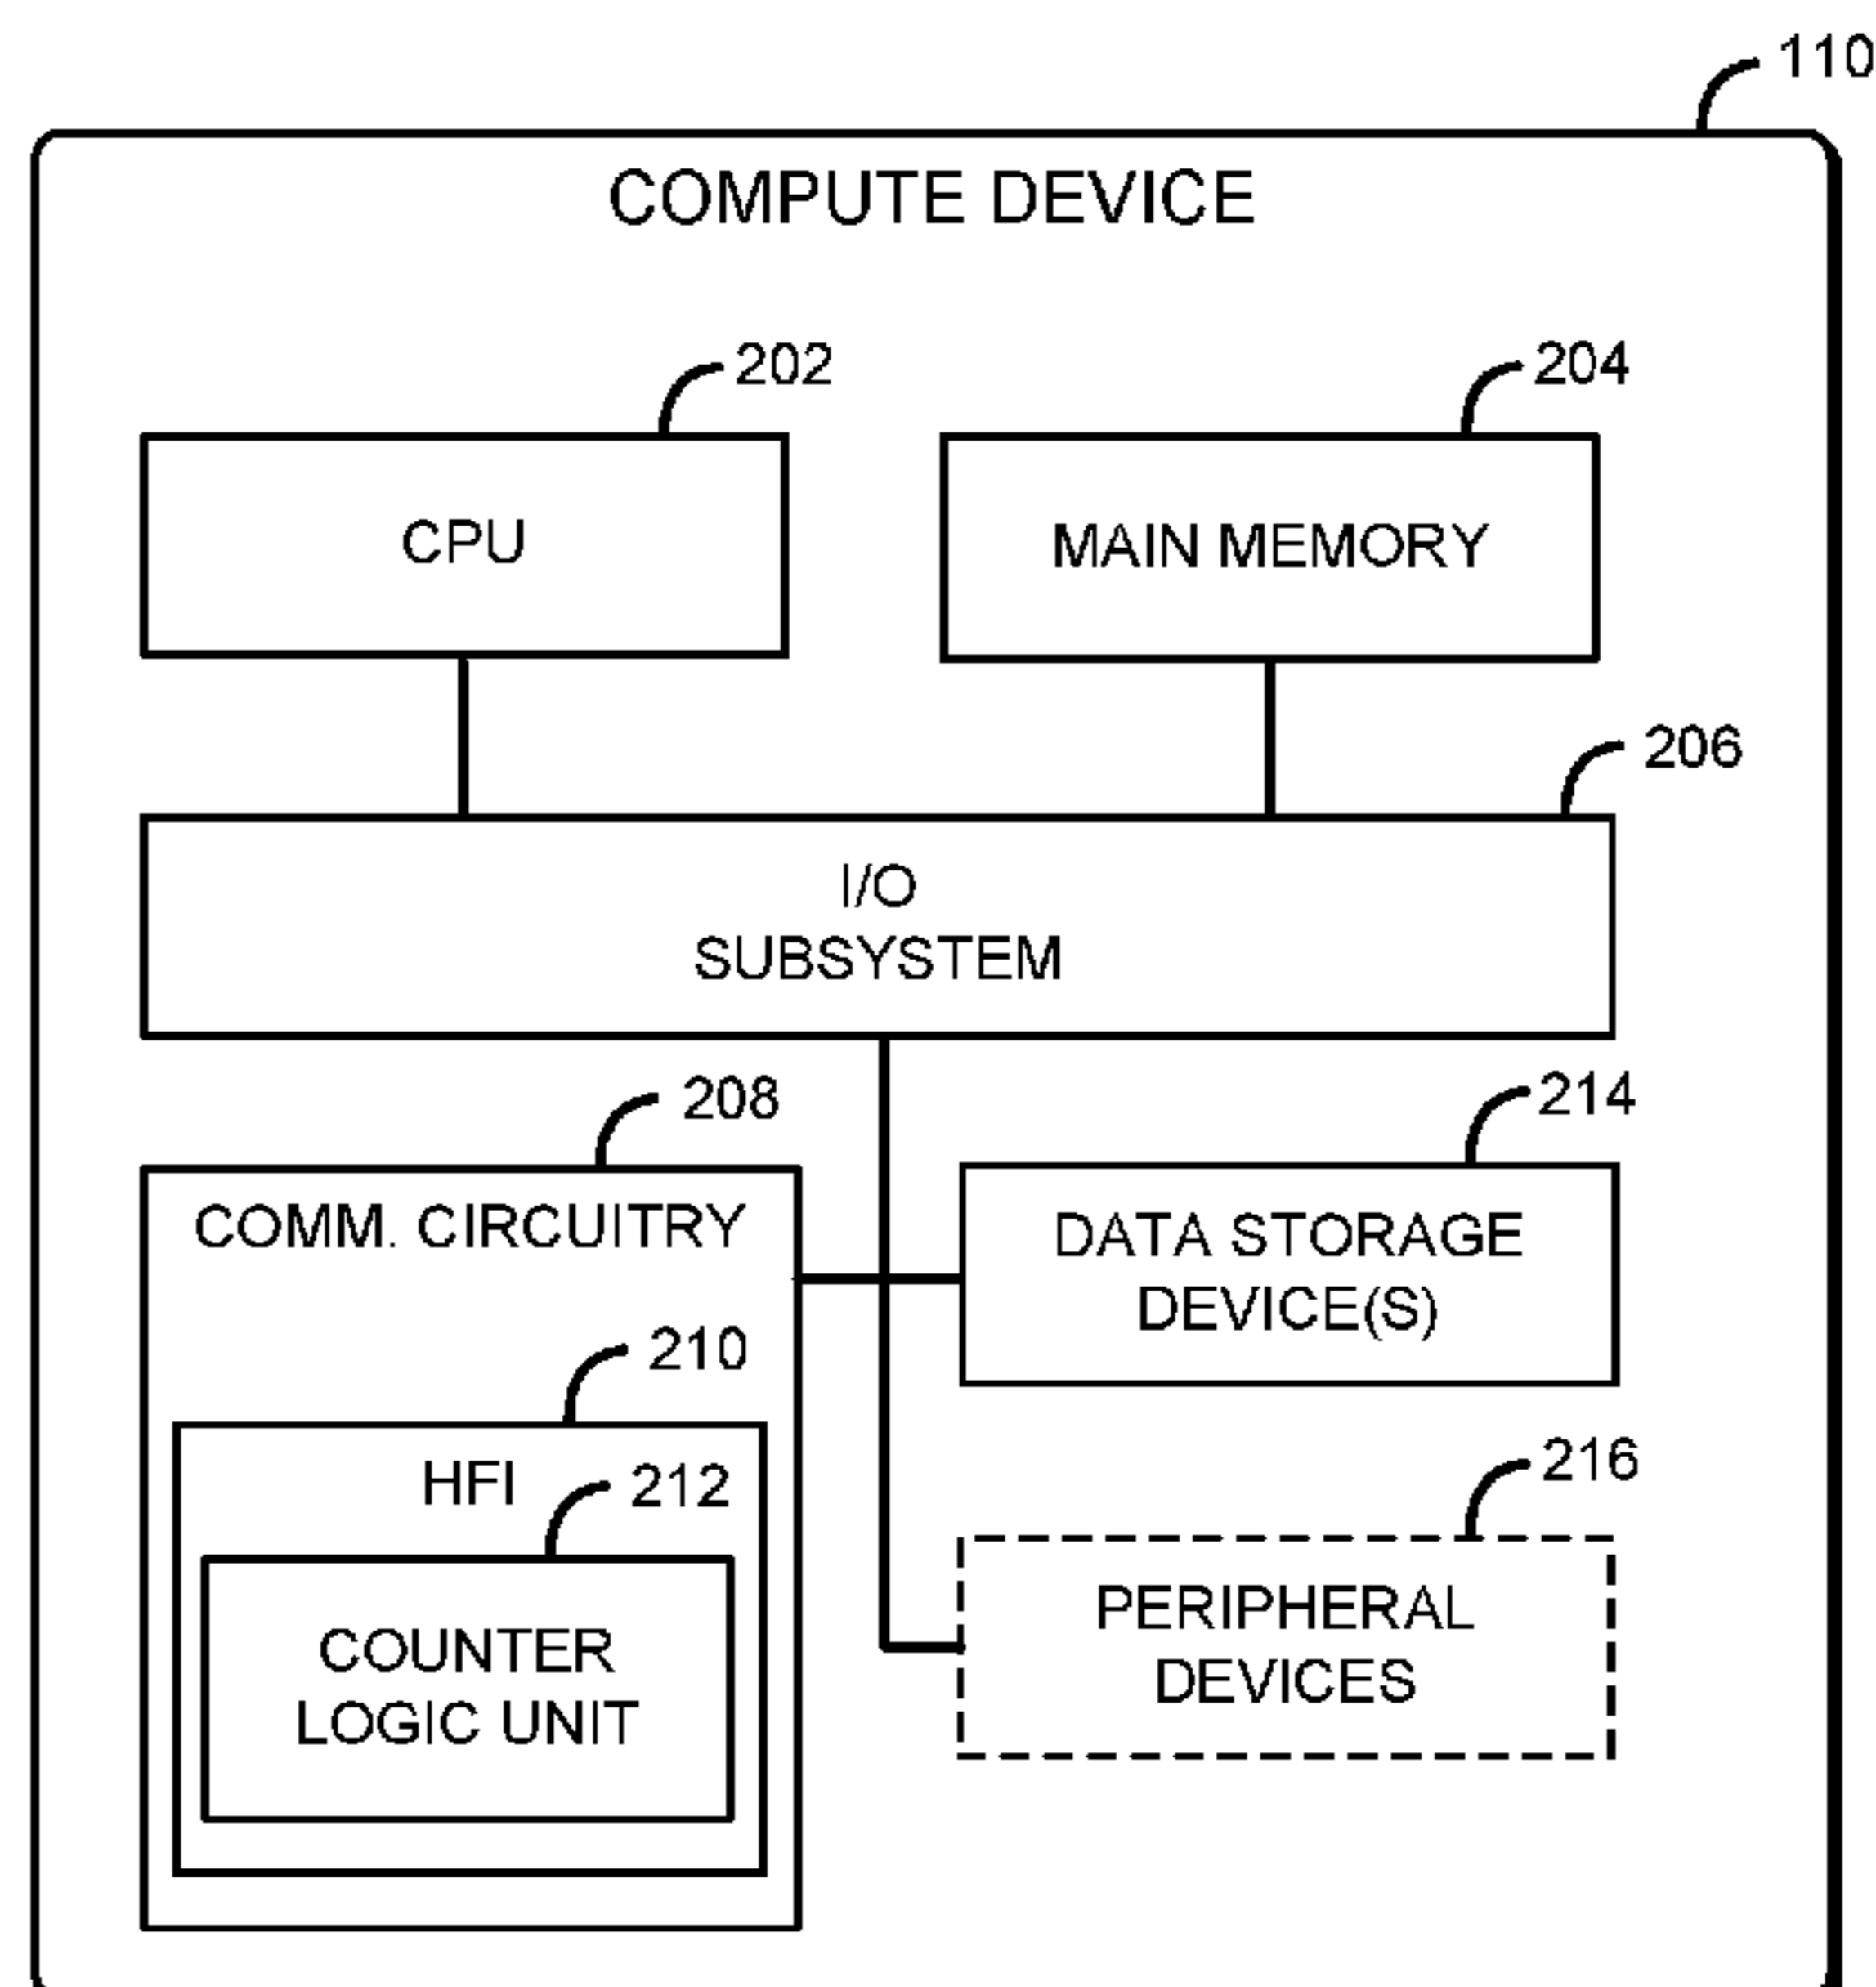 110
COMPUTE DEVICE
202
204
CPU
MAIN MEMORY
206
I/O
SUBSYSTEM
208
214
COMM. CIRCUITRY
DATA STORAGE
DEVICE(S)
210
HFI
212
216
COUNTER
LOGIC UNIT
PERIPHERAL
DEVICES